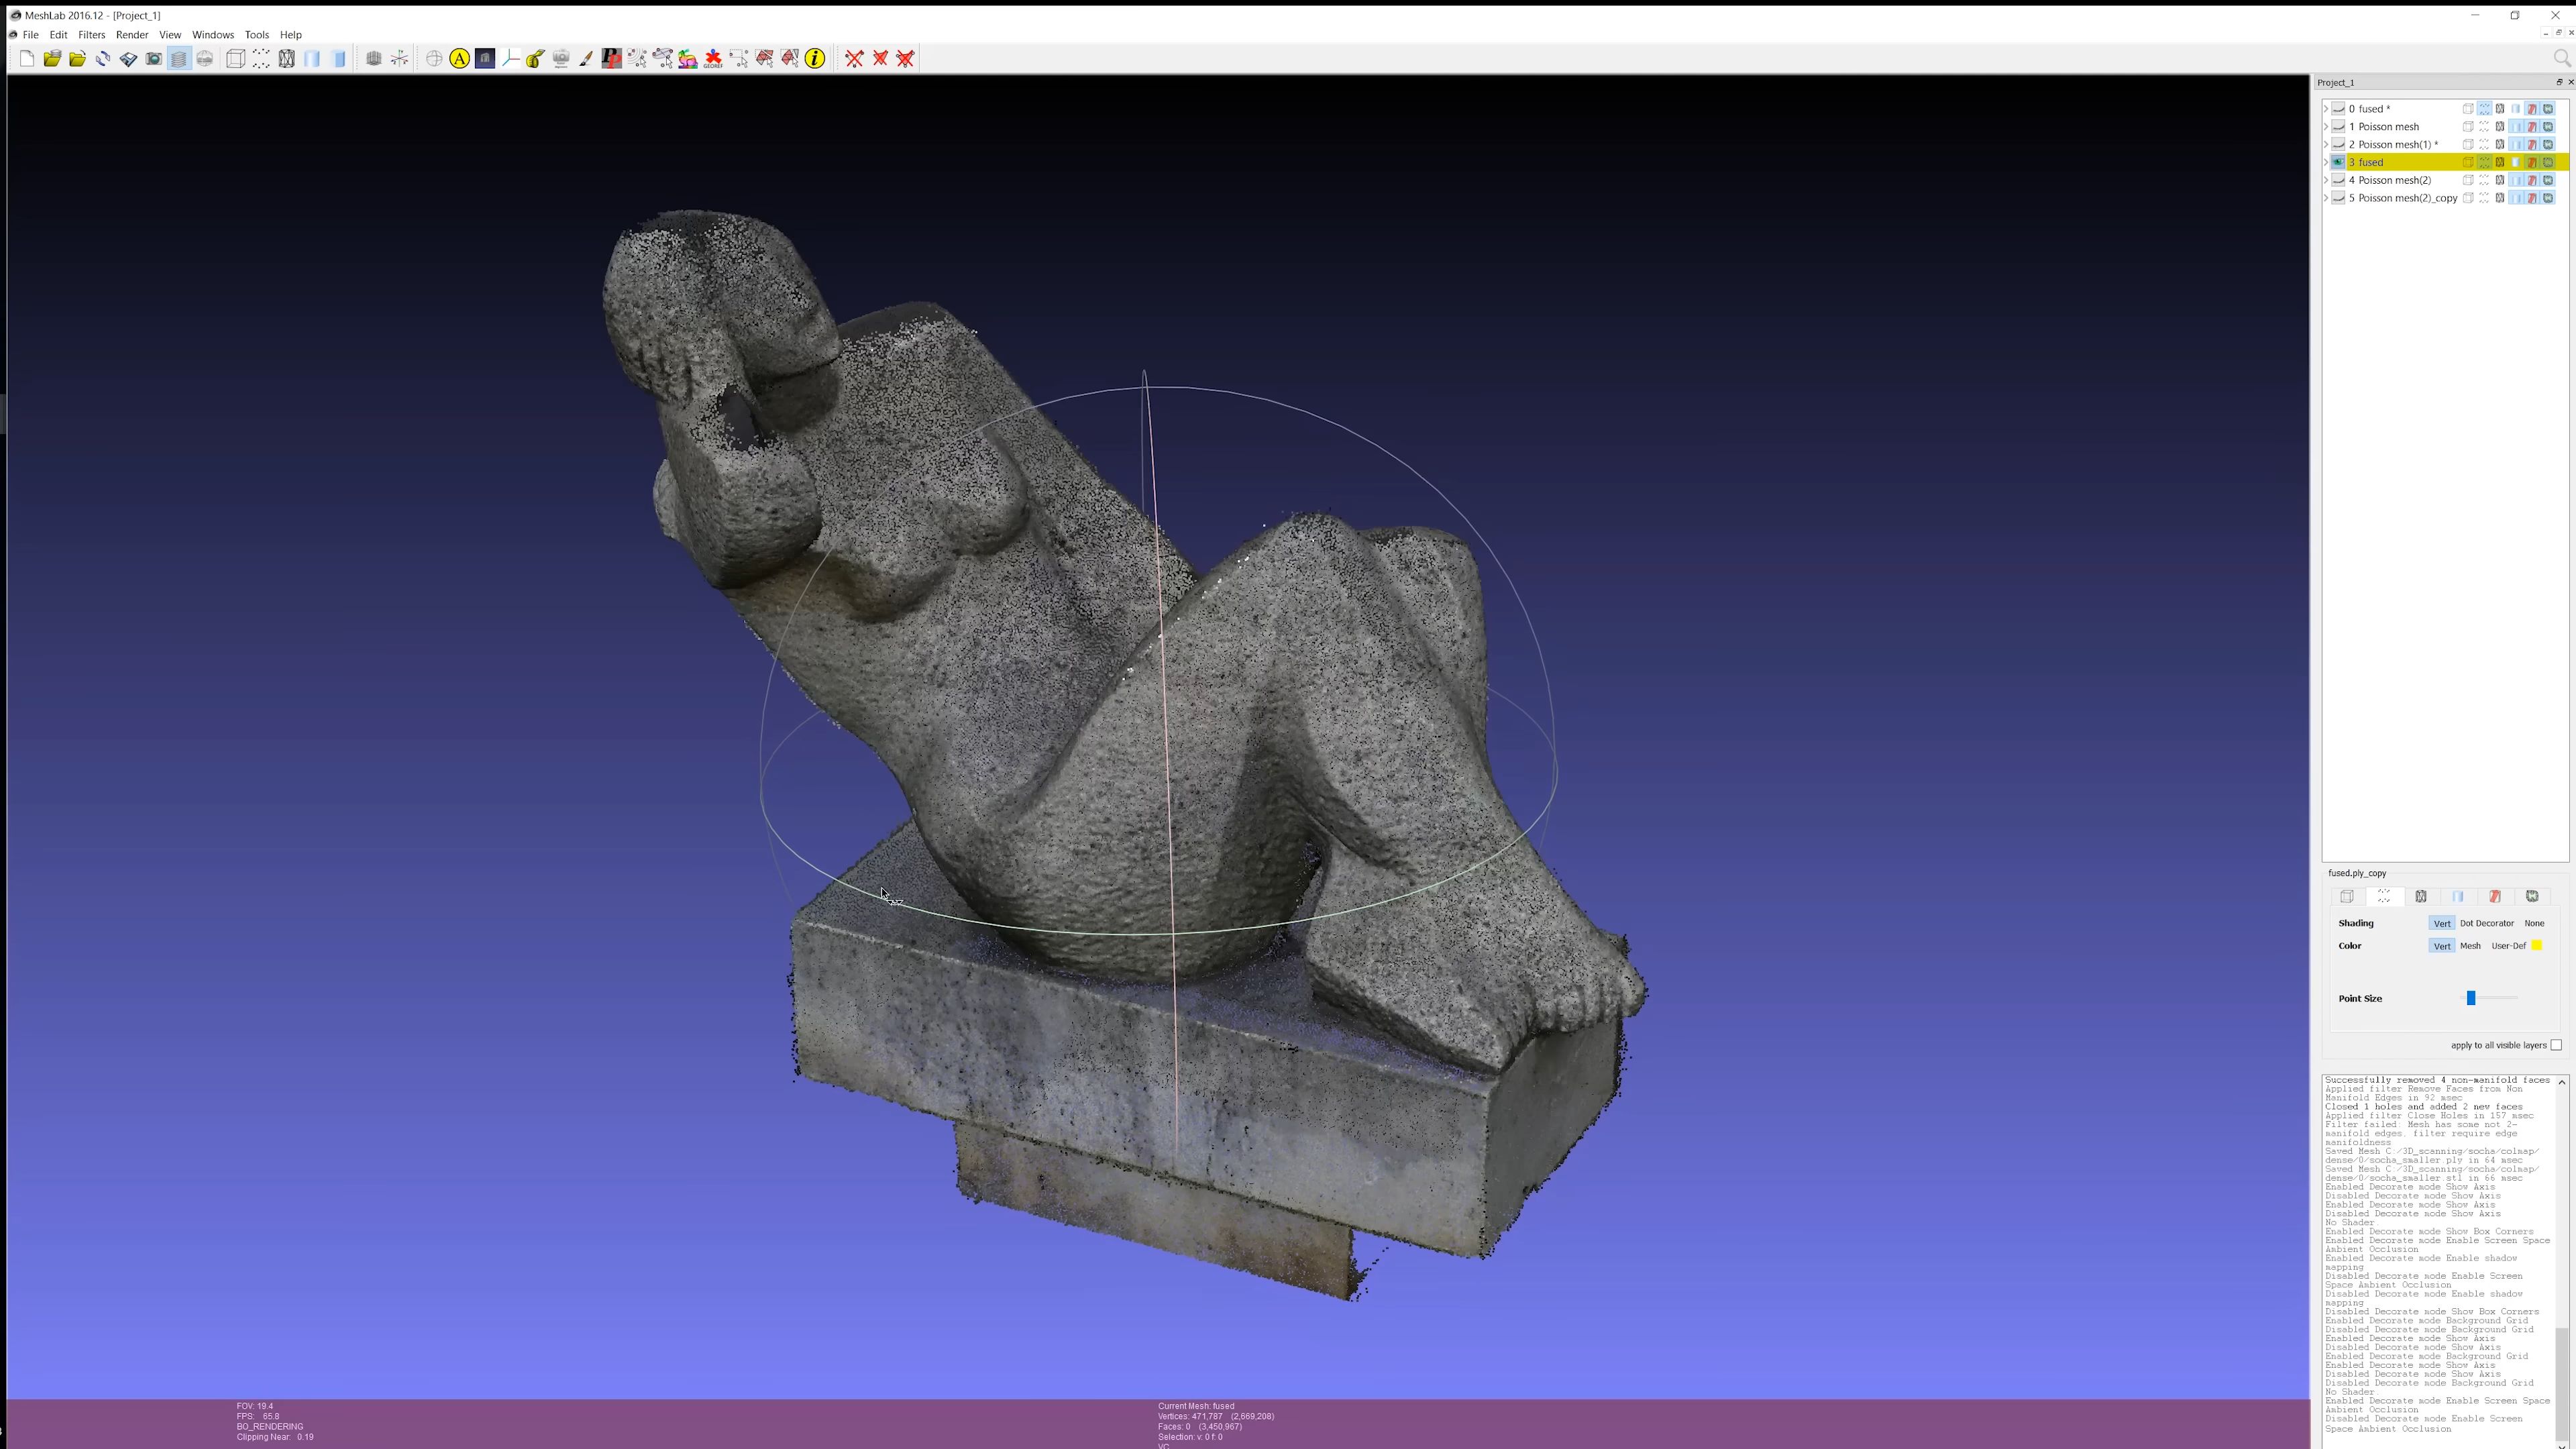 MeshLab 2016.12 - [Project_1]
File Edit Filters Render View Windows Tools Help
A
Pp
GEOREF
i
Project_1
0 fused *
1 Poisson mesh
2 Poisson mesh(1) *
3 fused
4 Poisson mesh(2)
5 Poisson mesh(2)_copy
fused.ply_copy
Shading Vert Dot Decorator None
Color Vert Mesh User-Def
Point Size
apply to all visible layers
Successfully removed 4 non-manifold faces
Applied filter Remove Faces from Non
Manifold Edges in 92 msec
Closed 1 holes and added 2 new faces
Applied filter Close Holes in 157 msec
Filter failed: Mesh has some not 2-
manifold edges, filter require edge
manifoldness
Saved Mesh C:/3D_scanning/socha/colmap/
dense/0/socha_smaller.ply in 64 msec
Saved Mesh C:/3D_scanning/socha/colmap/
dense/0/socha_smaller.stl in 66 msec
Enabled Decorate mode Show Axis
Disabled Decorate mode Show Axis
Enabled Decorate mode Show Axis
Disabled Decorate mode Show Axis
No Shader
Enabled Decorate mode Show Box Corners
Enabled Decorate mode Enable Screen Space
Ambient Occlusion
Enabled Decorate mode Enable shadow
mapping
Disabled Decorate mode Enable Screen
Space Ambient Occlusion
Disabled Decorate mode Enable shadow
mapping
Disabled Decorate mode Show Box Corners
Enabled Decorate mode Background Grid
Disabled Decorate mode Background Grid
Enabled Decorate mode Show Axis
Disabled Decorate mode Show Axis
Enabled Decorate mode Background Grid
Enabled Decorate mode Show Axis
Disabled Decorate mode Show Axis
Disabled Decorate mode Background Grid
No Shader
Enabled Decorate mode Enable Screen Space
Ambient Occlusion
Disabled Decorate mode Enable Screen
Space Ambient Occlusion
FOV: 19.4
FPS: 65.8
BO_RENDERING
Clipping Near: 0.19
Current Mesh: fused
Vertices: 471,787 (2,669,208)
Faces: 0 (3,450,967)
Selection: v: 0 f: 0
VC